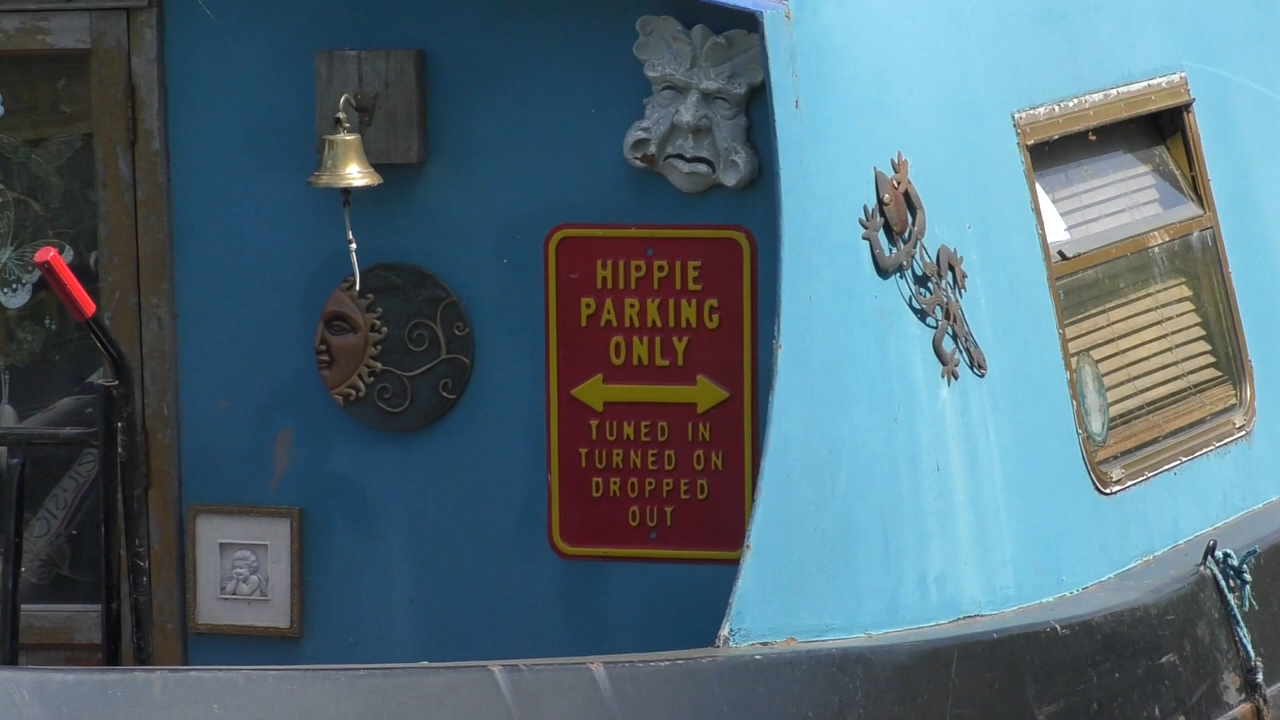 HIPPIE
PARKING
ONLY
TUNED IN
TURNED ON
DROPPED
OUT